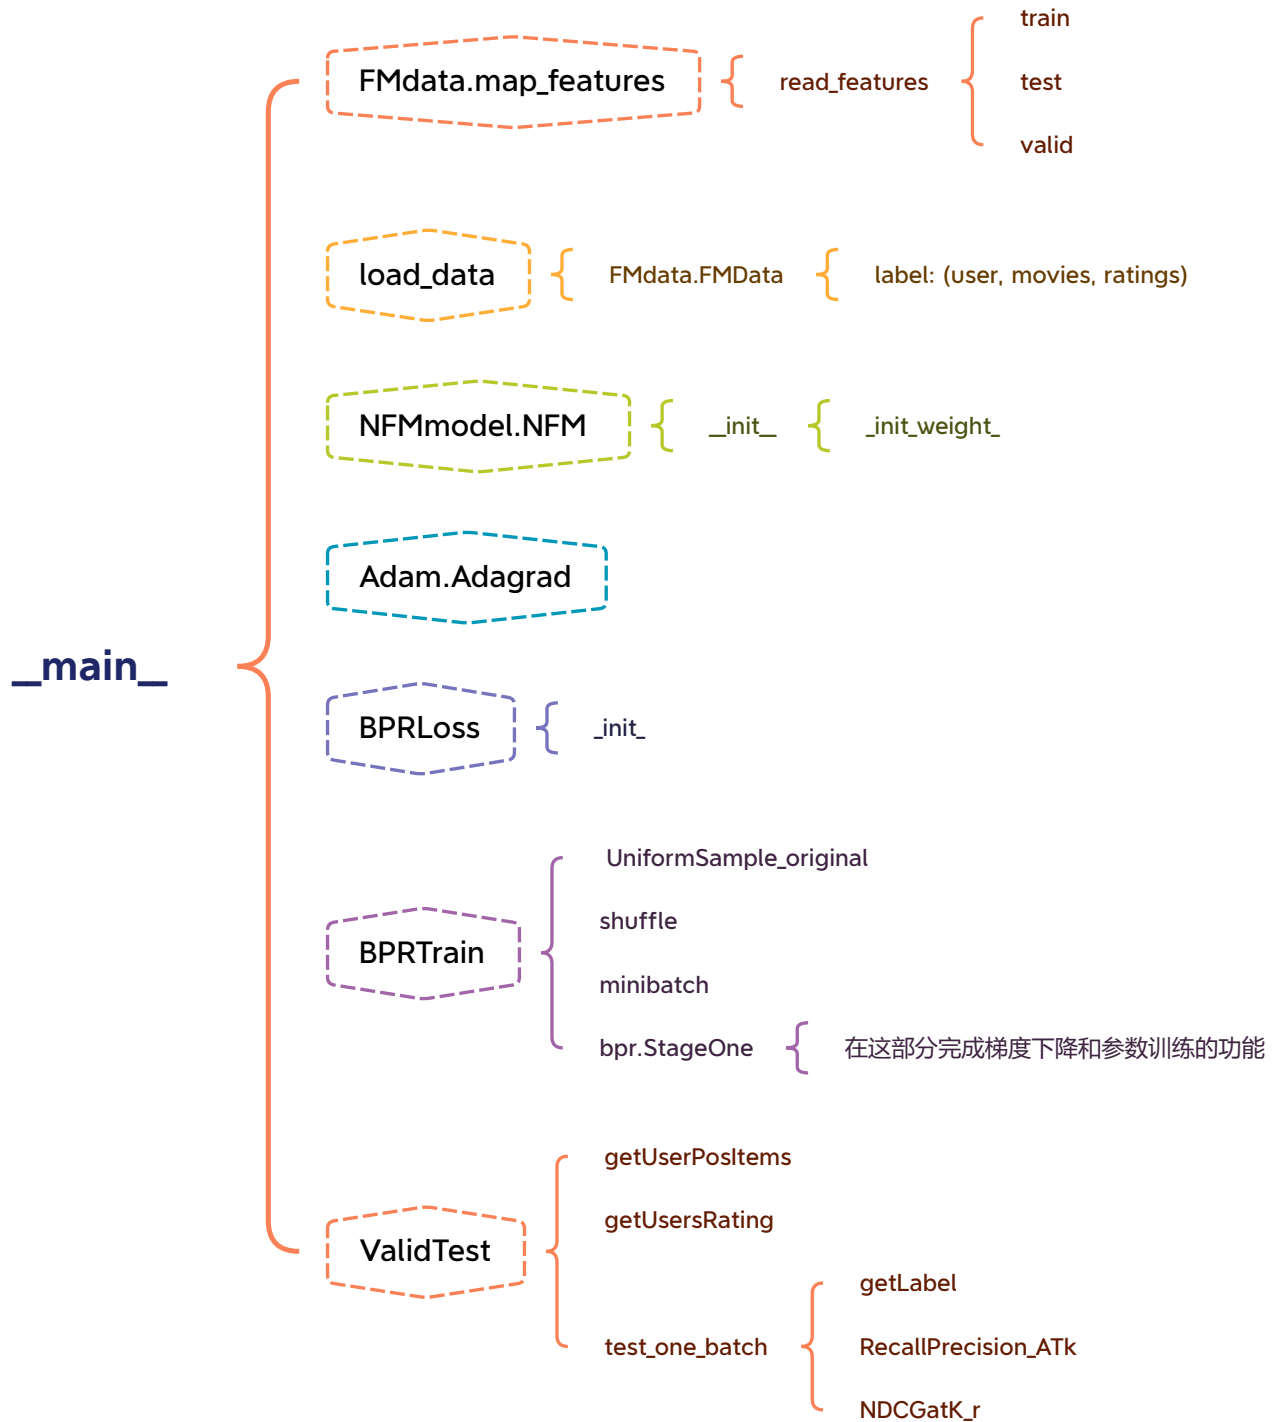 __main__
FMdata.map_features
read_features
train
test
valid
load_data
FMdata.FMData
label: (user, movies, ratings)
NFMmodel.NFM
__init__
_init_weight_
Adam.Adagrad
BPRLoss
_init_
BPRTrain
UniformSample_original
shuffle
minibatch
bpr.StageOne
在这部分完成梯度下降和参数训练的功能
ValidTest
getUserPosItems
getUsersRating
test_one_batch
getLabel
RecallPrecision_ATk
NDCGatK_r